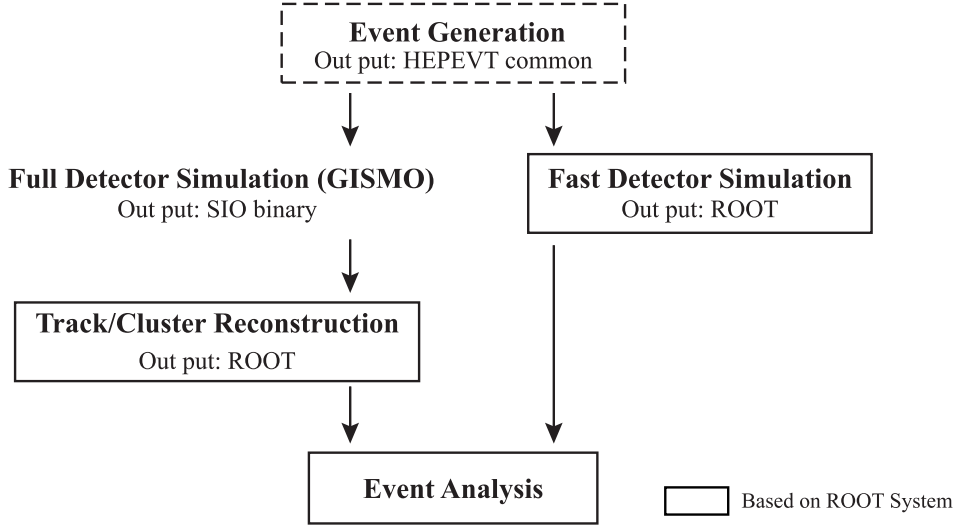 Event Generation
Out put: HEPEVT common
Full Detector Simulation (GISMO)
Out put: SIO binary
Fast Detector Simulation
Out put: ROOT
Track/Cluster Reconstruction
Out put: ROOT
Event Analysis
Based on ROOT System